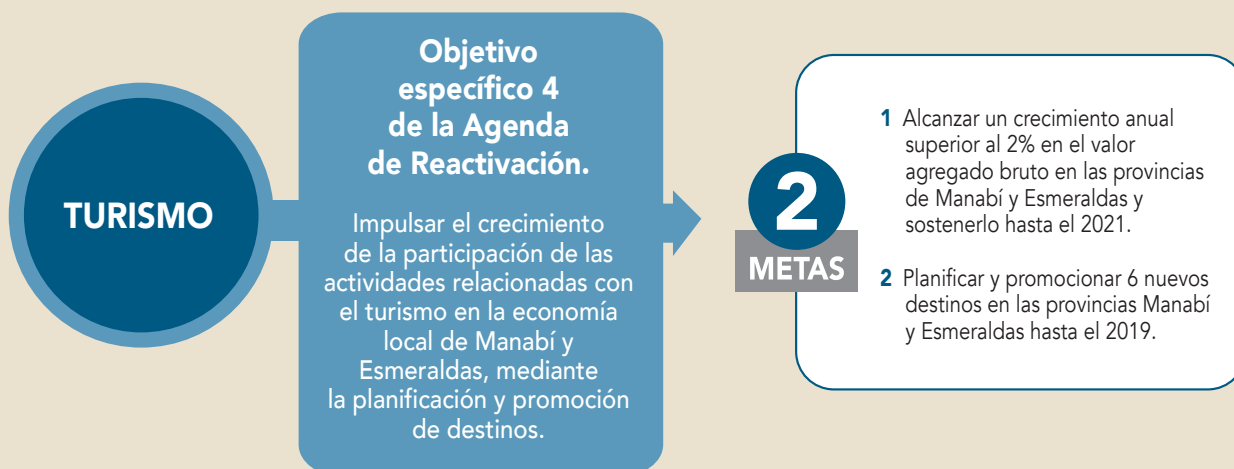 TURISMO
Objetivo
específico 4
de la Agenda
de Reactivación.
Impulsar el crecimiento
de la participación de las
actividades relacionadas con
el turismo en la economía
local de Manabí y
Esmeraldas, mediante
la planificación y promoción
de destinos.
2
METAS
1 Alcanzar un crecimiento anual
superior al 2% en el valor
agregado bruto en las provincias
de Manabí y Esmeraldas y
sostenerlo hasta el 2021.
2 Planificar y promocionar 6 nuevos
destinos en las provincias Manabí
y Esmeraldas hasta el 2019.